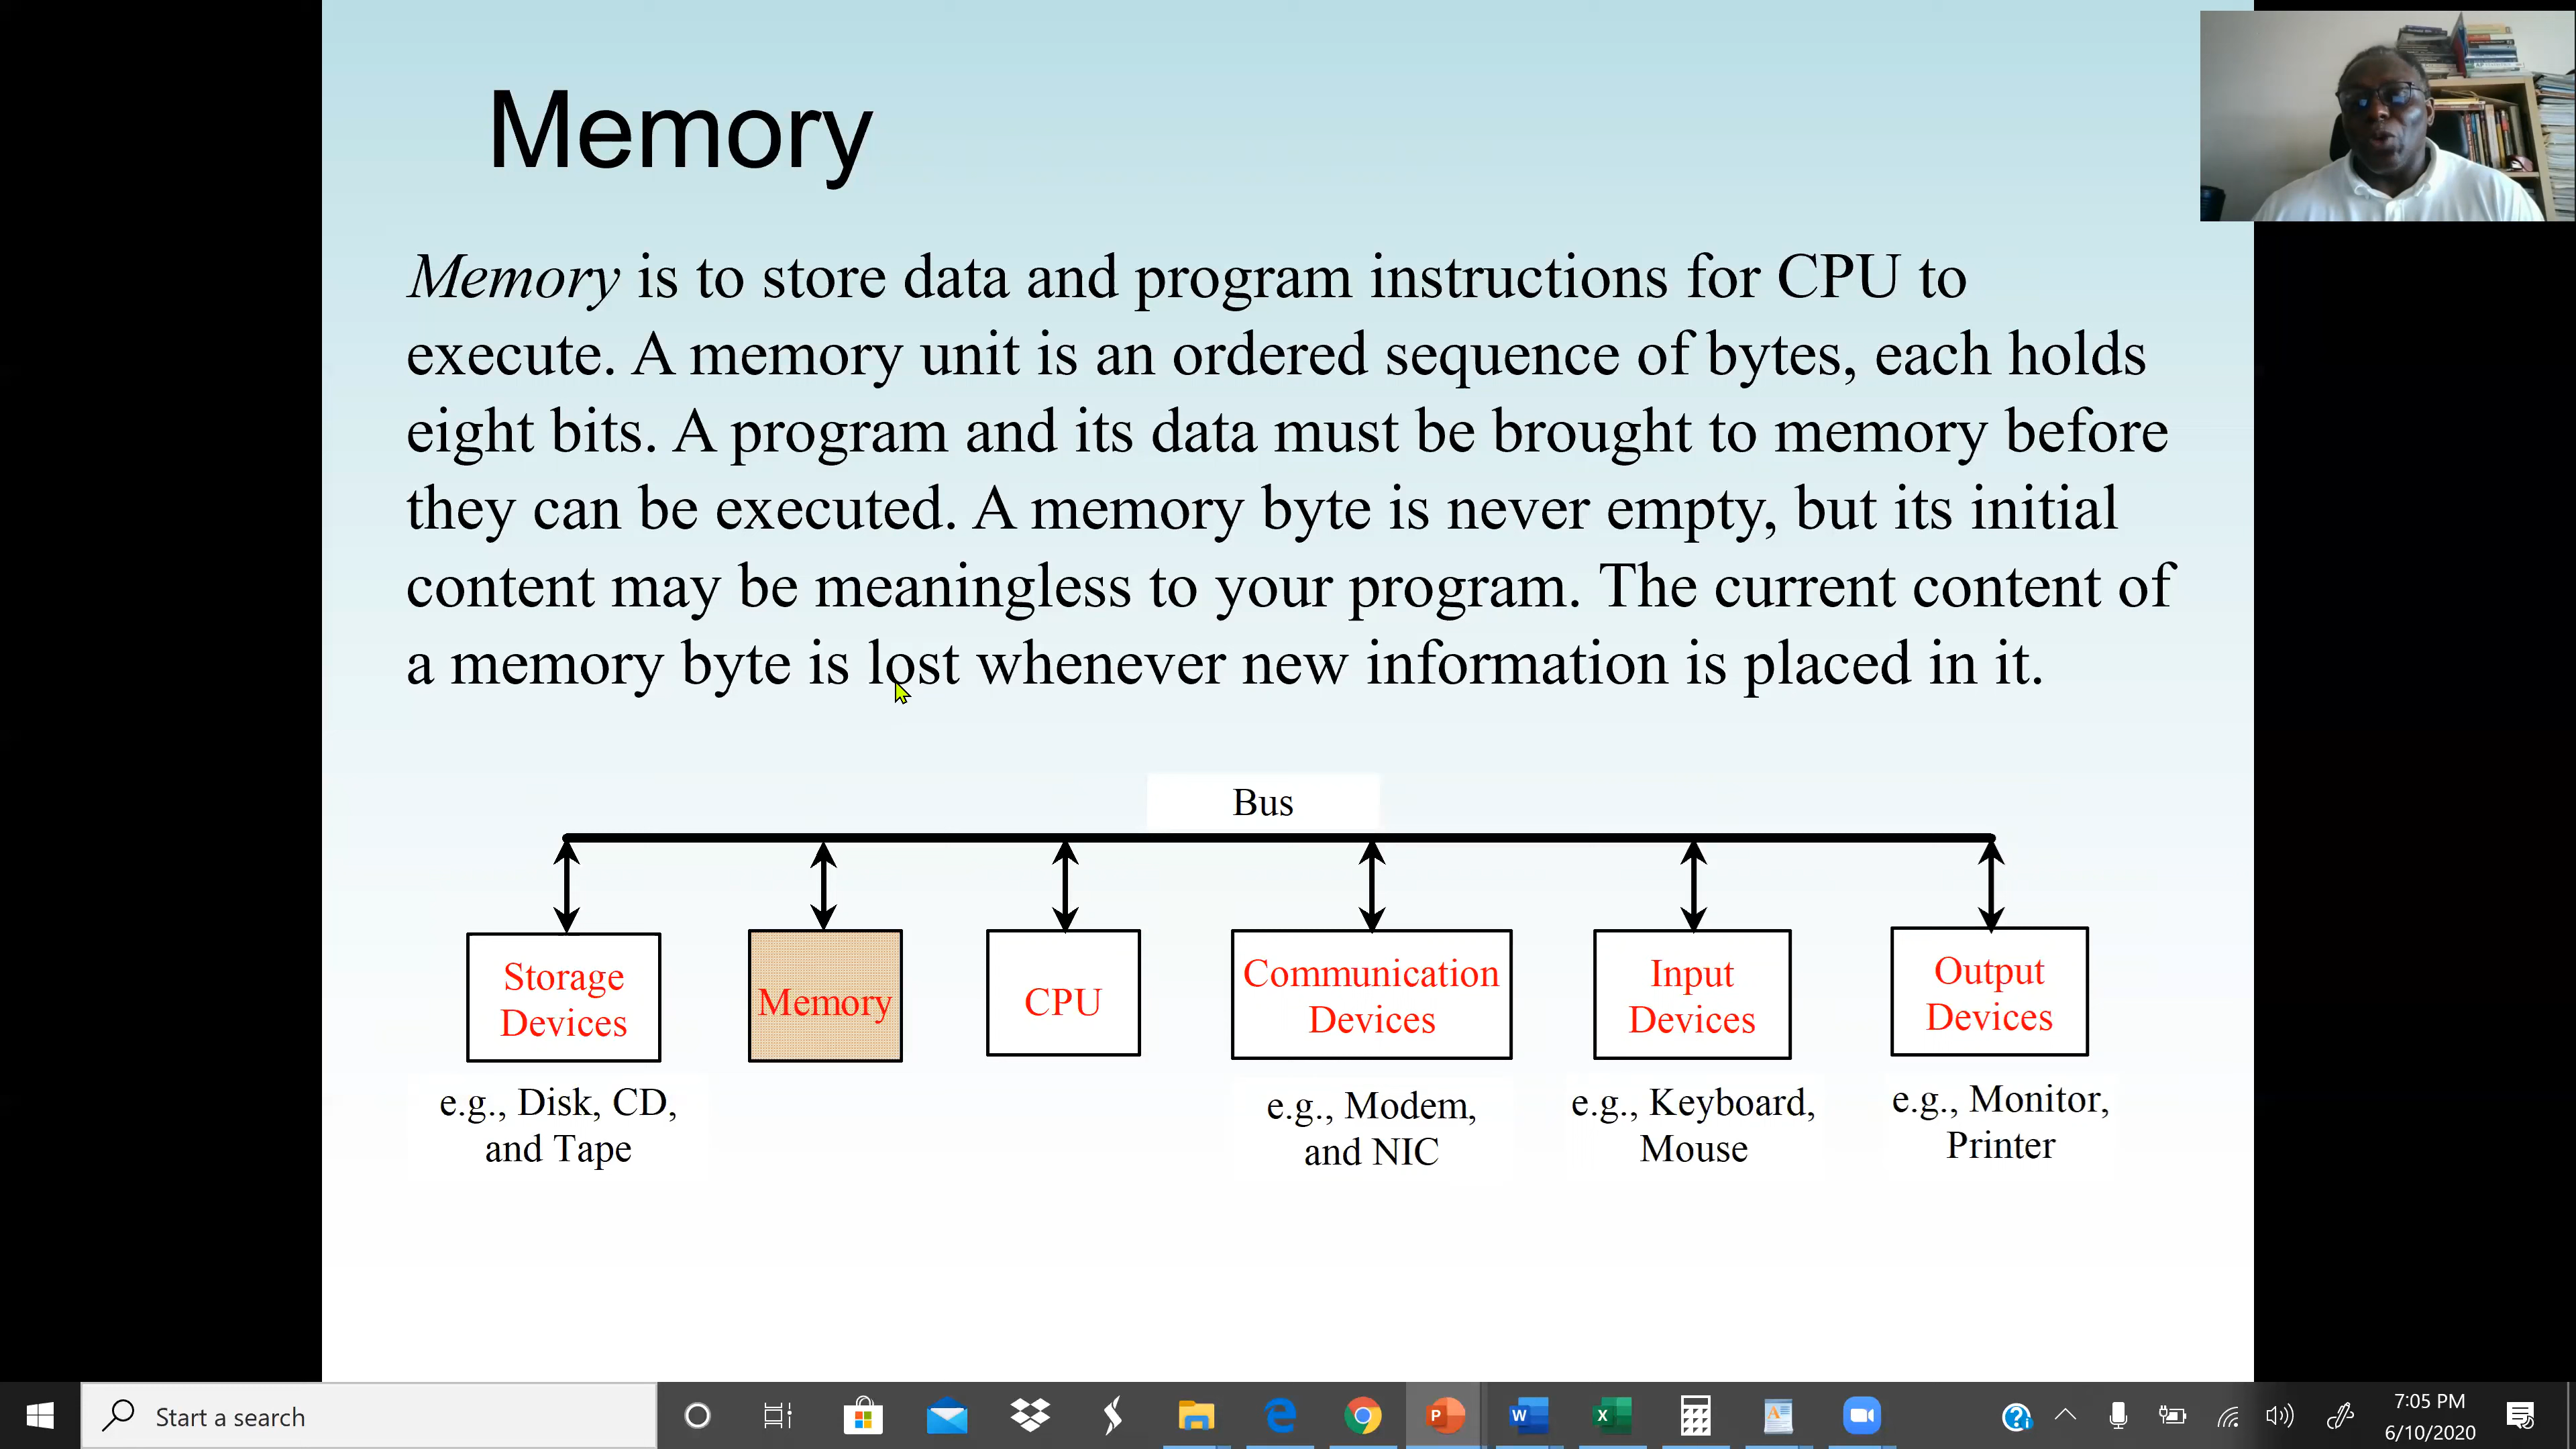 Memory
Memory is to store data and program instructions for CPU to
execute. A memory unit is an ordered sequence of bytes, each holds
eight bits. A program and its data must be brought to memory before
they can be executed. A memory byte is never empty, but its initial
content may be meaningless to your program. The current content of
a memory byte is lost whenever new information is placed in it.
Bus
Storage
Devices
Memory
CPU
Communication
Devices
Input
Devices
Output
Devices
e.g., Disk, CD,
and Tape
e.g., Modem,
and NIC
e.g., Keyboard,
Mouse
e.g., Monitor,
Printer
Start a search
7:05 PM
6/10/2020